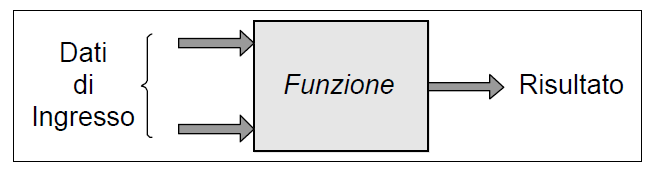 Dati
di
Ingresso
Funzione
Risultato